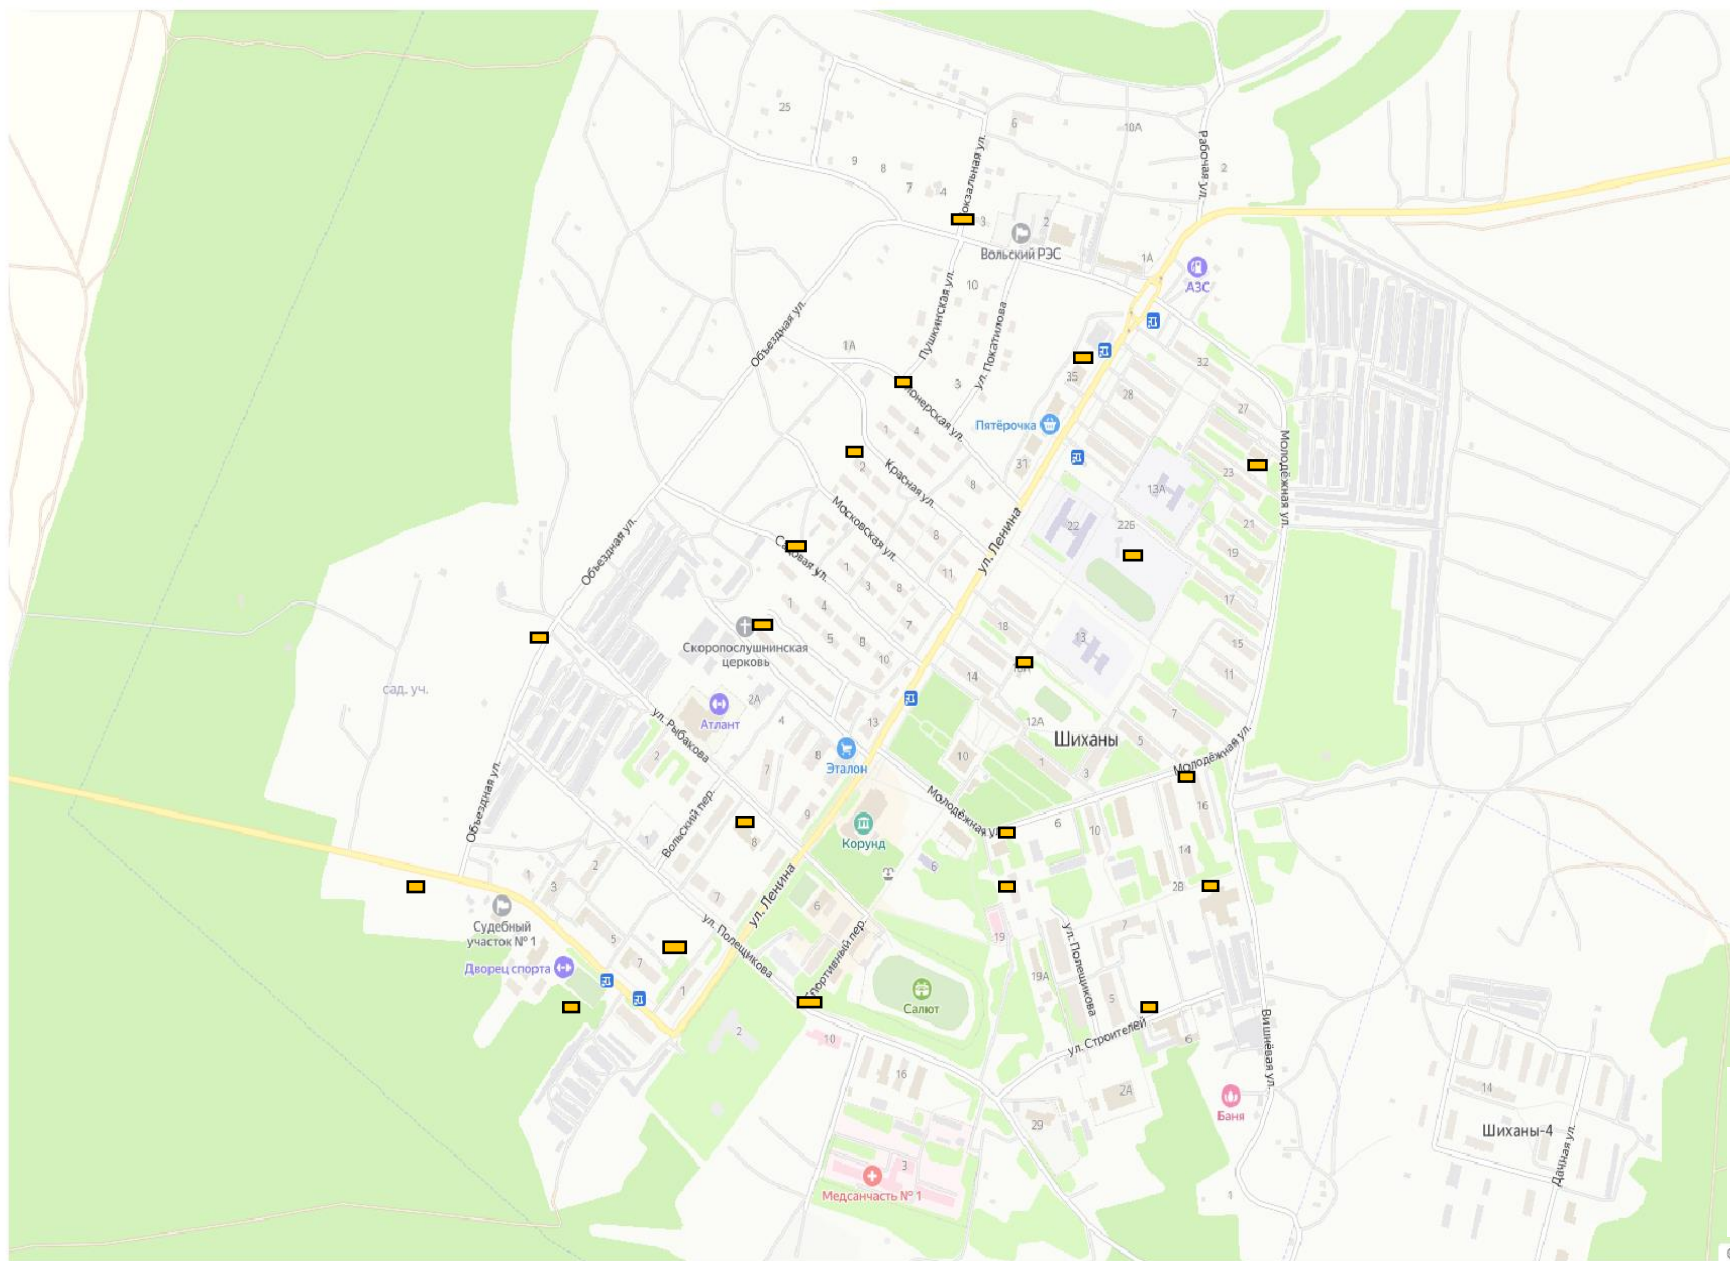 25
6
10А
9
8
7
4
2
Рабочая ул.
окзальная ул.
3
2
Вольский РЭС
1А
АЗС
10
Пушкинская ул.
ул. Покатилова
Объездная ул.
1А
3
35
32
28
27
онерская ул.
Пятёрочка
1
4
31
2
Красная ул.
8
23
13А
Молодёжная ул.
Московская ул.
22
22Б
21
ул. Ленина
8
19
Объездная ул.
Садовая ул.
1
3
8
11
1
4
17
18
13
7
5
8
15
Скоропослушнинская
церковь
10
14
11
сад. уч.
2А
Атлант
4
13
12А
7
5
Шиханы
ул. Рыбакова
2
8
Эталон
7
10
1
3
Молодёжная ул.
Объездная ул.
Вольский пер.
9
Молодёжная ул.
16
6
10
1
8
Корунд
14
2
6
1
3
2В
7
ул. Ленина
6
Судебный
участок № 1
5
7
ул. Полещикова
Спортивный пер.
19
7
Дворец спорта
19А
ул. Полещикова
1
5
Салют
2
10
ул. Строителей
6
Вишнёвая ул.
16
2А
14
Баня
29
Шиханы-4
3
Медсанчасть № 1
Дачная ул.
1